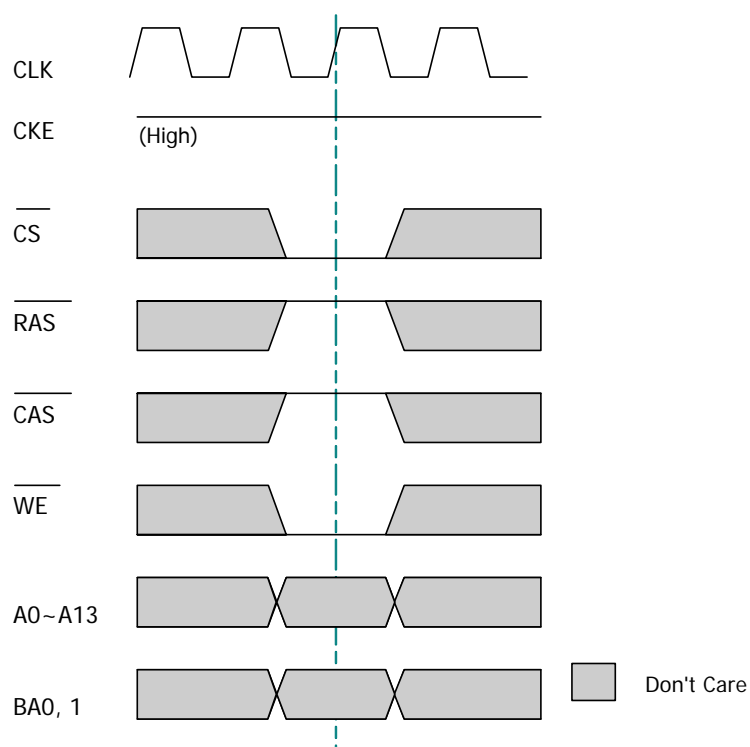 CLK
CKE
(High)
CS
RAS
CAS
WE
A0~A13
BA0, 1
Don't Care